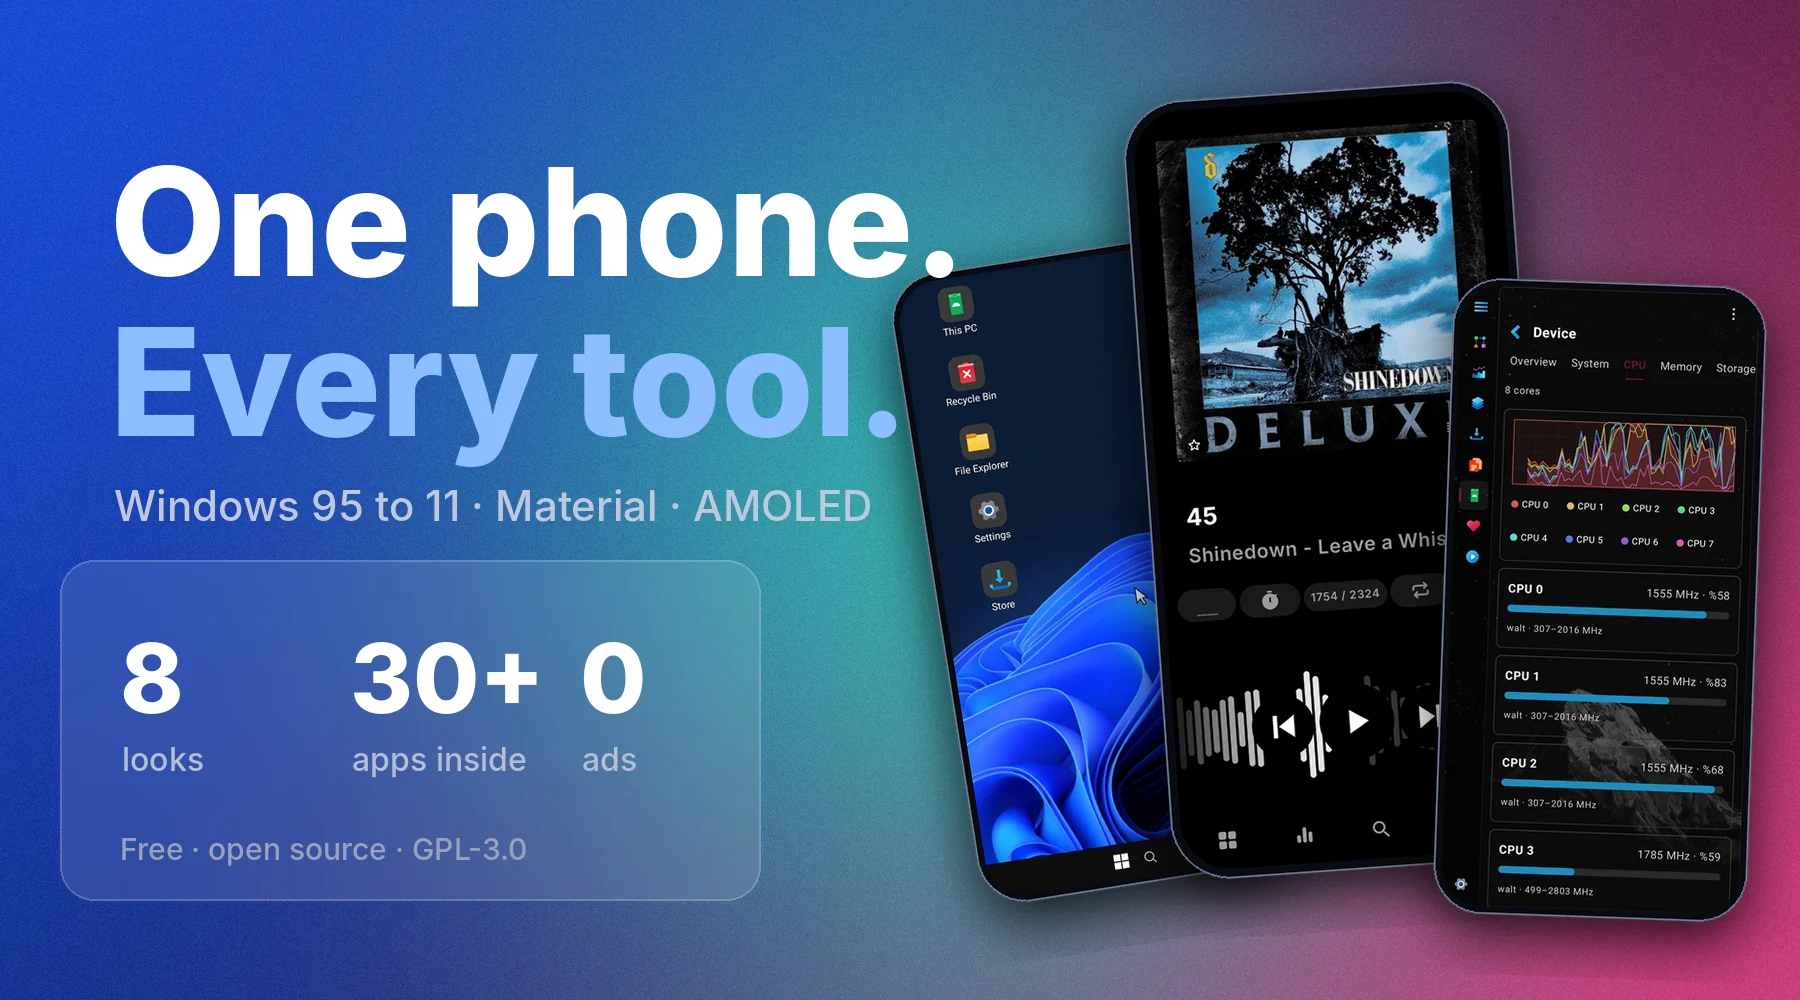 One phone.
Every tool.
Windows 95 to 11 · Material · AMOLED
8
looks
30+
apps inside
0
ads
Free · open source · GPL-3.0
This PC
Recycle Bin
File Explorer
Settings
Store
SHINEDOWN
DELUX
45
Shinedown - Leave a Whis
1754 / 2324
Device
Overview System CPU Memory Storage
8 cores
CPU 0 CPU 1 CPU 2 CPU 3
CPU 4 CPU 5 CPU 6 CPU 7
CPU 0 1555 MHz · %58
walt · 307–2016 MHz
CPU 1 1555 MHz · %83
walt · 307–2016 MHz
CPU 2 1555 MHz · %68
walt · 307–2016 MHz
CPU 3 1785 MHz · %59
walt · 499–2803 MHz